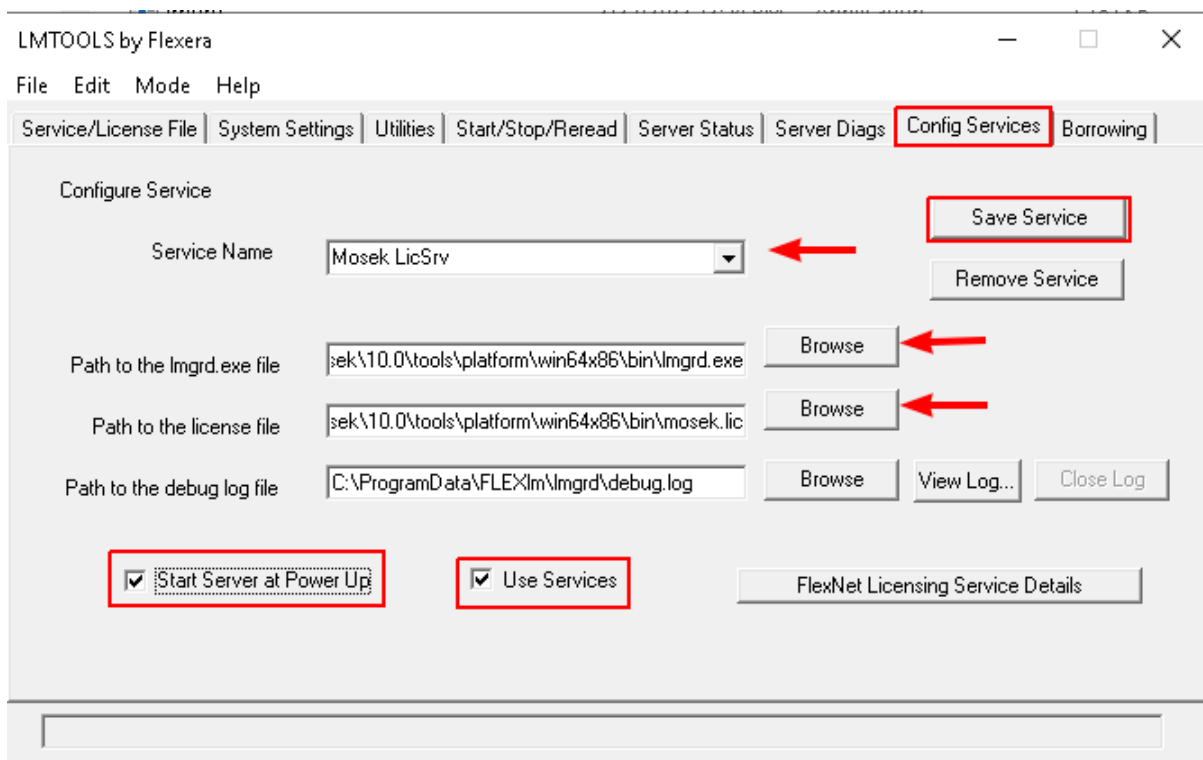 LMTOOLS by Flexera
File Edit Mode Help
Service/License File System Settings Utilities Start/Stop/Reread Server Status Server Diags Config Services Borrowing
Configure Service
Save Service
Service Name Mosek LicSrv
Remove Service
Path to the lmgrd.exe file sek\10.0\tools\platform\win64x86\bin\lmgrd.exe Browse
Path to the license file sek\10.0\tools\platform\win64x86\bin\mosek.lic Browse
Path to the debug log file C:\ProgramData\FLEXlm\lmgrd\debug.log Browse View Log... Close Log
Start Server at Power Up Use Services FlexNet Licensing Service Details